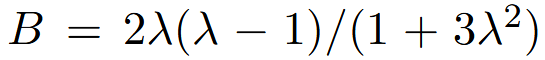 B = 2λ(λ − 1)/(1 + 3λ²)